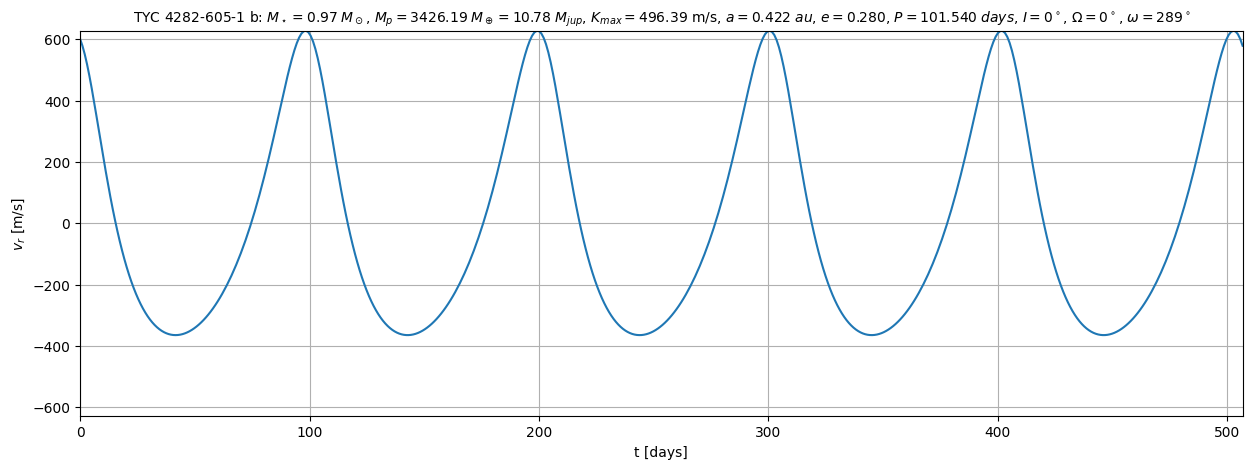 TYC 4282-605-1 b: M⋆ = 0.97 M⊙, Mp = 3426.19 M⊕ = 10.78 Mjup, Kmax = 496.39 m/s, a = 0.422 au, e = 0.280, P = 101.540 days, I = 0°, Ω = 0°, ω = 289°
600
400
200
0
−200
−400
−600
vr [m/s]
0 100 200 300 400 500
t [days]